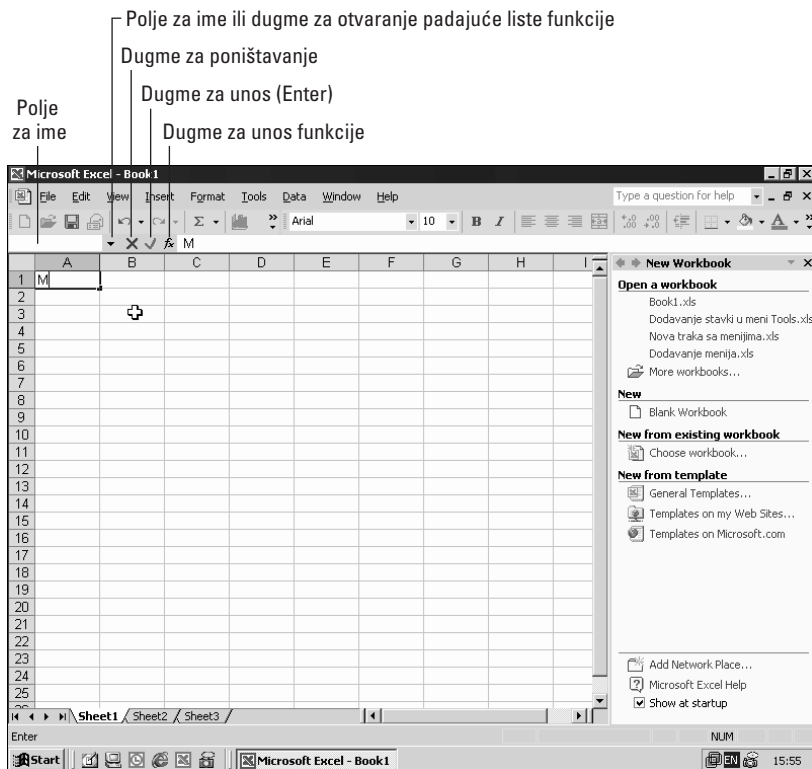 Polje za ime ili dugme za otvaranje padajuće liste funkcije
Dugme za poništavanje
Dugme za unos (Enter)
Polje
za ime
Dugme za unos funkcije
Microsoft Excel - Book1
File Edit View Insert Format Tools Data Window Help
Type a question for help
Arial 10 B I
fx M
A B C D E F G H I
1 M
2
3
4
5
6
7
8
9
10
11
12
13
14
15
16
17
18
19
20
21
22
23
24
25
New Workbook
Open a workbook
Book1.xls
Dodavanje stavki u meni Tools.xls
Nova traka sa menijima.xls
Dodavanje menija.xls
More workbooks...
New
Blank Workbook
New from existing workbook
Choose workbook...
New from template
General Templates...
Templates on my Web Sites...
Templates on Microsoft.com
Add Network Place...
Microsoft Excel Help
Show at startup
Sheet1 Sheet2 Sheet3
Enter
NUM
Start
Microsoft Excel - Book1
EN
15:55